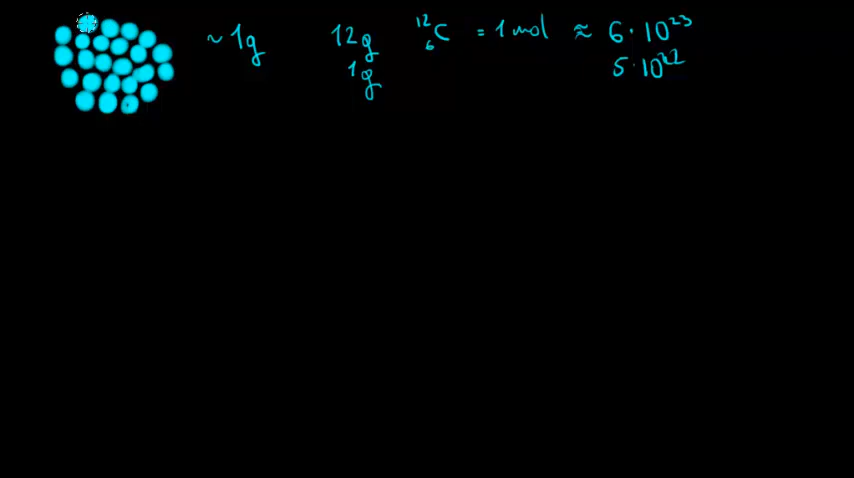 ~ 1g 12g ¹²₆C = 1 mol ≈ 6 · 10²³
1g 5 · 10²²